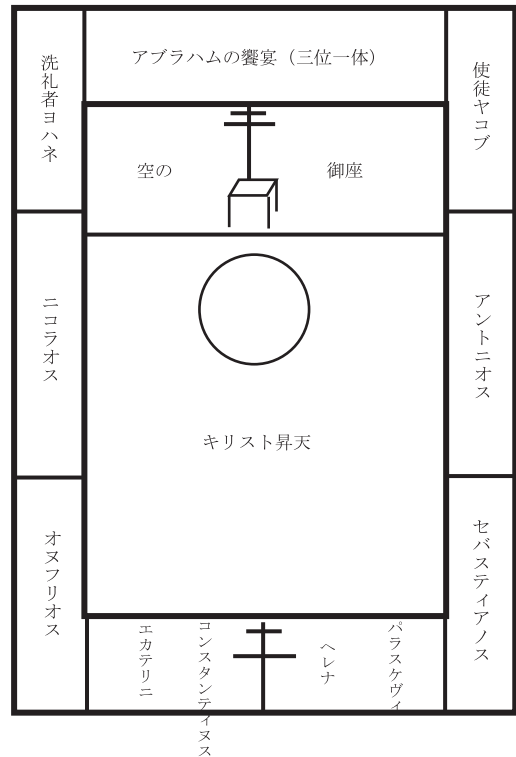 アブラハムの饗宴（三位一体）
洗礼者ヨハネ
使徒ヤコブ
空の 御座
ニコラオス
アントニオス
キリスト昇天
オヌフリオス
セバスティアノス
エカテリニ
コンスタンティヌス
ヘレナ
パラスケヴィ